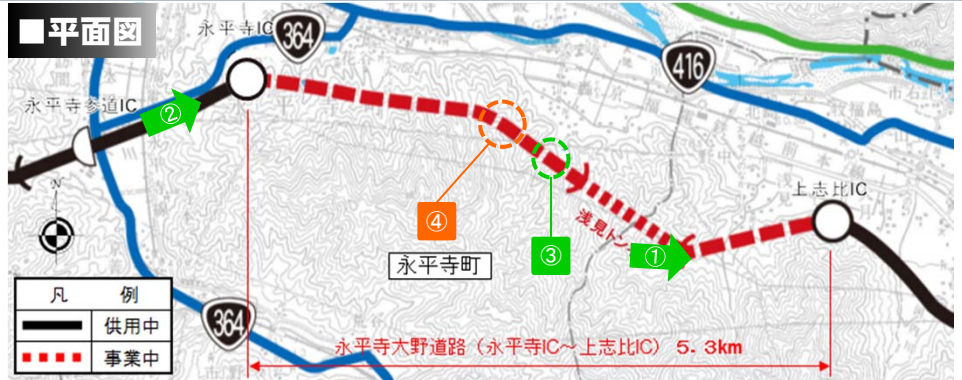 ■平面図
永平寺IC
364
416
永平寺参道IC
②
上志比IC
④
③
浅見トン
①
永平寺町
N
凡 例
供用中
事業中
364
永平寺大野道路（永平寺IC～上志比IC） 5.3km